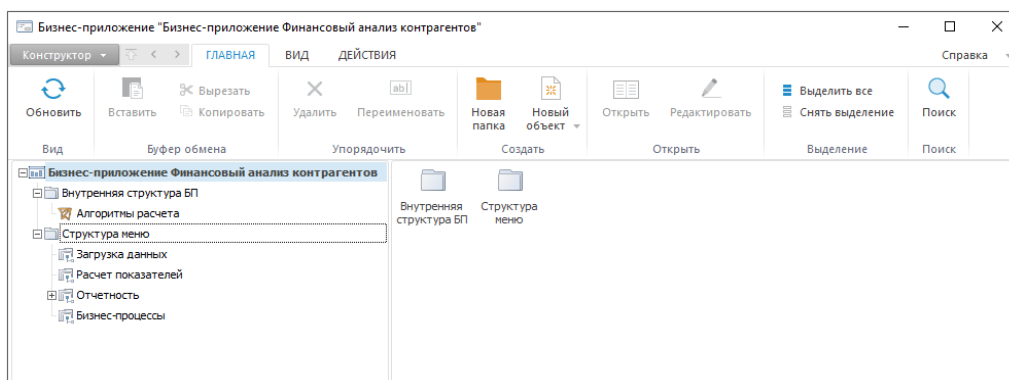 Бизнес-приложение "Бизнес-приложение Финансовый анализ контрагентов"
Конструктор ГЛАВНАЯ ВИД ДЕЙСТВИЯ Справка
Обновить Вставить Вырезать Копировать Удалить ab Переименовать Новая папка Новый объект Открыть Редактировать Выделить все Снять выделение Поиск
Вид Буфер обмена Упорядочить Создать Открыть Выделение Поиск
Бизнес-приложение Финансовый анализ контрагентов
Внутренняя структура БП
Алгоритмы расчета
Структура меню
Загрузка данных
Расчет показателей
Отчетность
Бизнес-процессы
Внутренняя структура БП
Структура меню